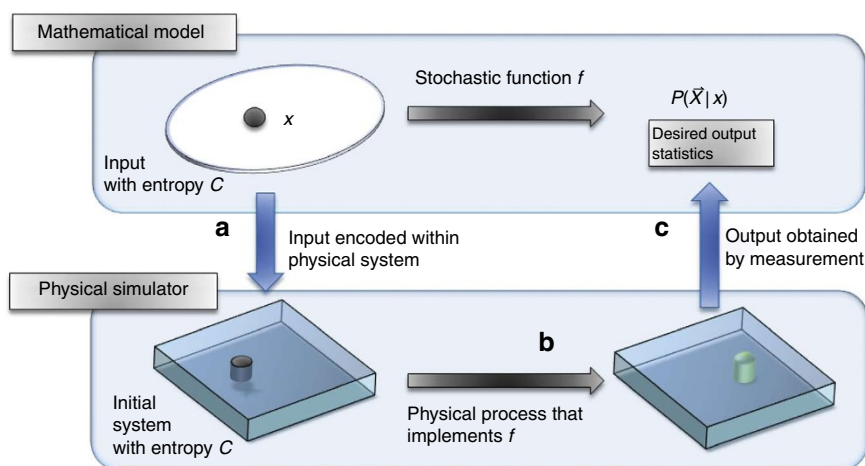 Mathematical model
Stochastic function f
P(X⃗ | x)
x
Desired output
statistics
Input
with entropy C
a
Input encoded within
physical system
c
Output obtained
by measurement
Physical simulator
b
Initial
system
with entropy C
Physical process that
implements f